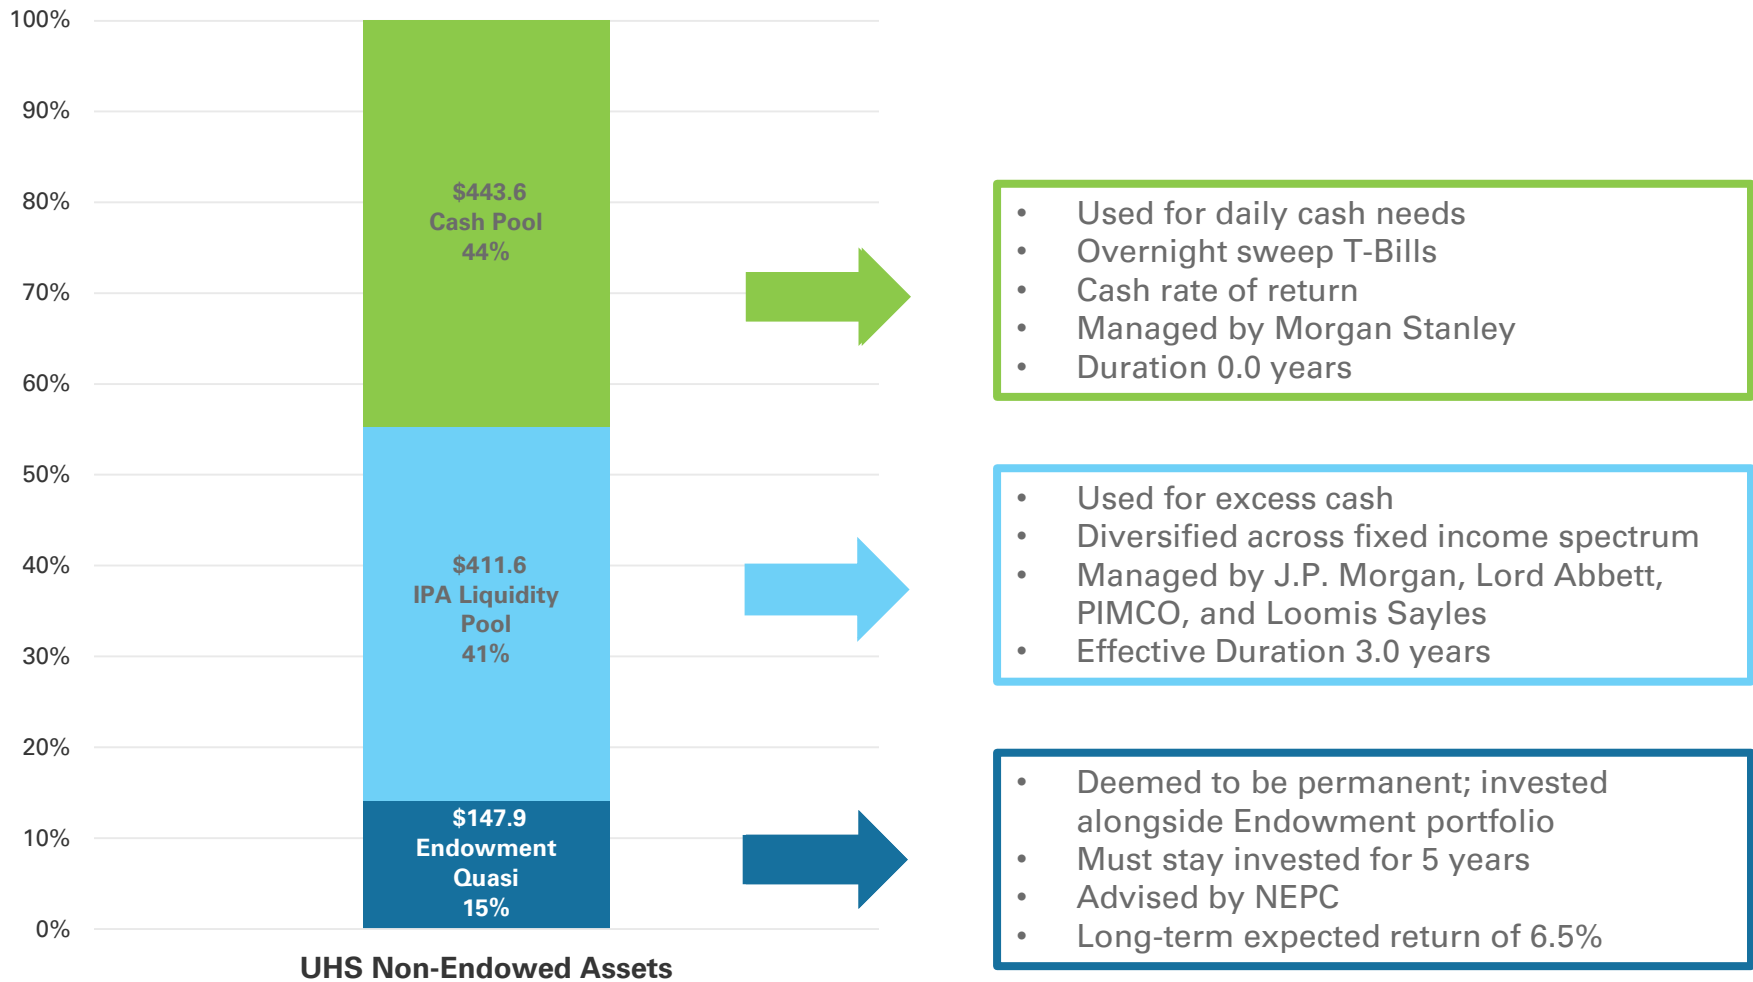 100%
90%
80%
70%
60%
50%
40%
30%
20%
10%
0%
$443.6
Cash Pool
44%
$411.6
IPA Liquidity
Pool
41%
$147.9
Endowment
Quasi
15%
UHS Non-Endowed Assets
• Used for daily cash needs
• Overnight sweep T-Bills
• Cash rate of return
• Managed by Morgan Stanley
• Duration 0.0 years
• Used for excess cash
• Diversified across fixed income spectrum
• Managed by J.P. Morgan, Lord Abbett,
PIMCO, and Loomis Sayles
• Effective Duration 3.0 years
• Deemed to be permanent; invested
alongside Endowment portfolio
• Must stay invested for 5 years
• Advised by NEPC
• Long-term expected return of 6.5%